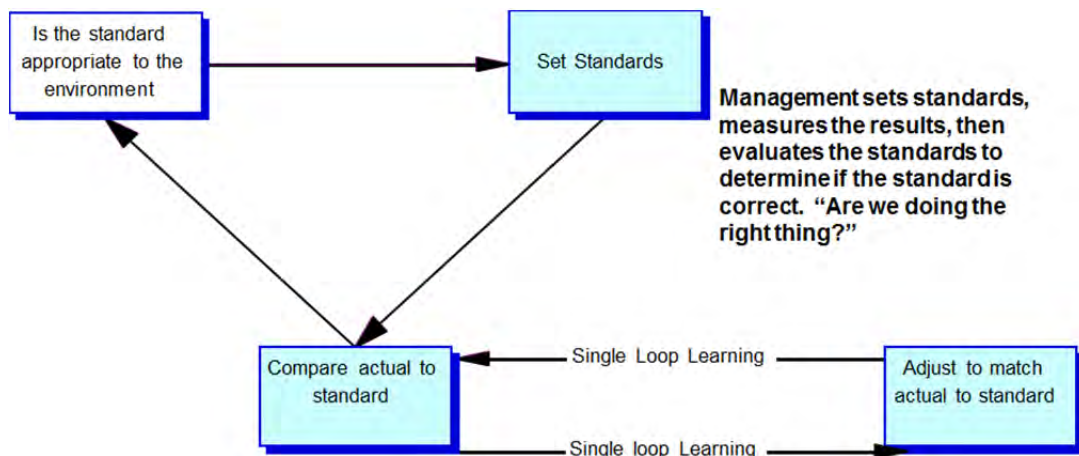 Is the standard
appropriate to the
environment
Set Standards
Management sets standards,
measures the results, then
evaluates the standards to
determine if the standard is
correct. “Are we doing the
right thing?”
Compare actual to
standard
Single Loop Learning
Adjust to match
actual to standard
Single loop Learning